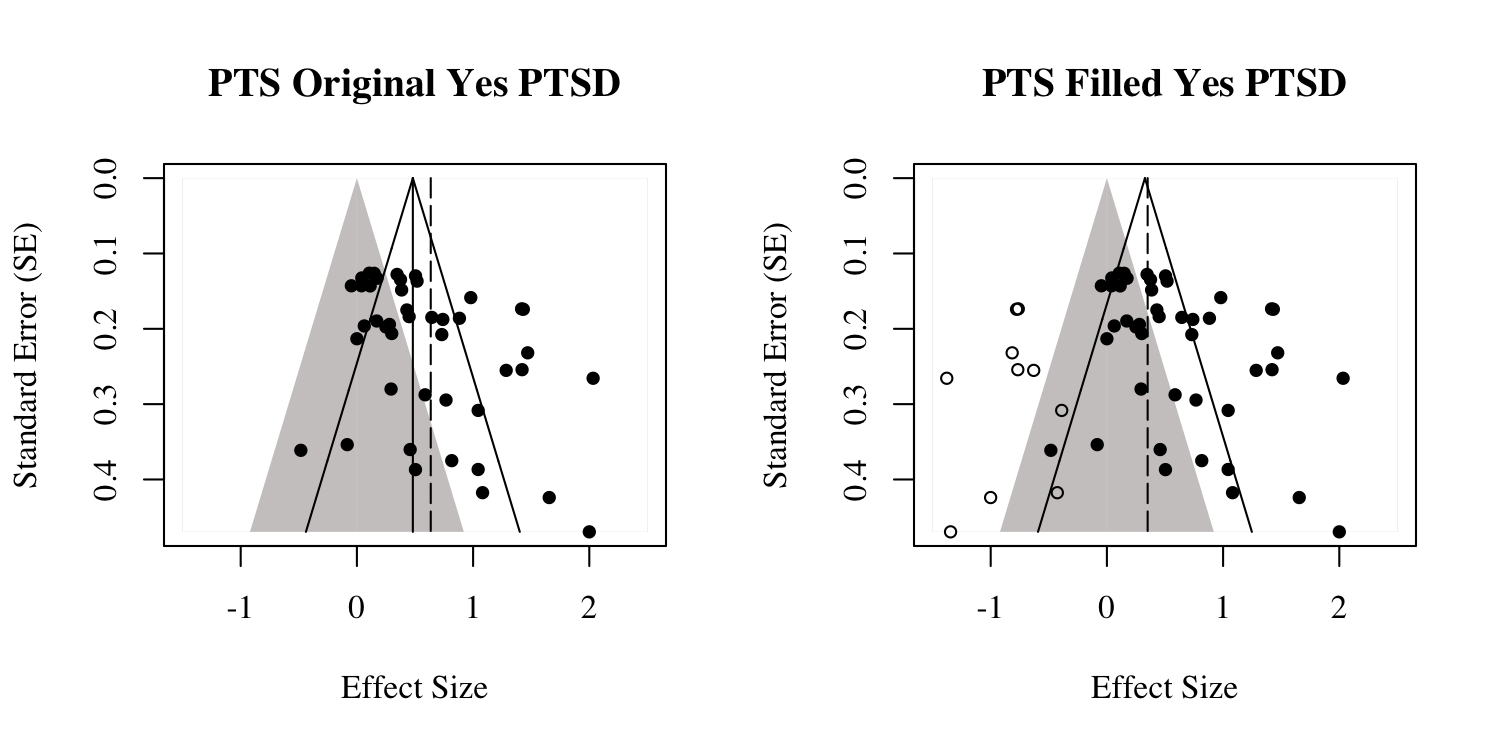 PTS Original Yes PTSD
Standard Error (SE)
0.0
0.1
0.2
0.3
0.4
-1 0 1 2
Effect Size
PTS Filled Yes PTSD
Standard Error (SE)
0.0
0.1
0.2
0.3
0.4
-1 0 1 2
Effect Size